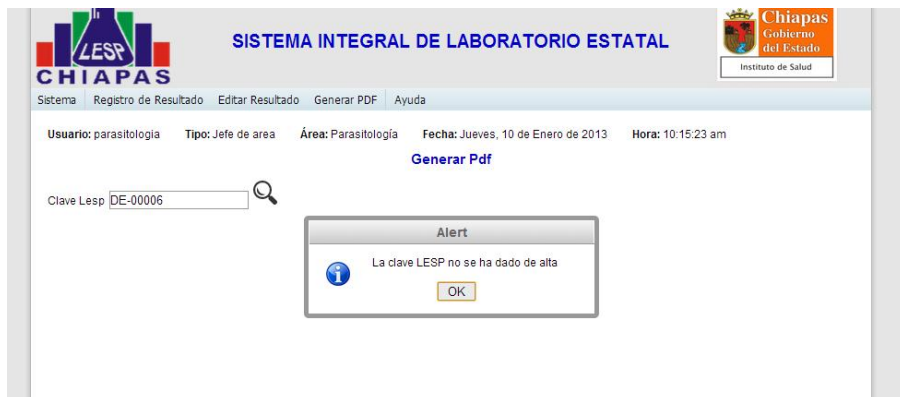 LESP
CHIAPAS
SISTEMA INTEGRAL DE LABORATORIO ESTATAL
Chiapas
Gobierno
del Estado
Instituto de Salud
Sistema Registro de Resultado Editar Resultado Generar PDF Ayuda
Usuario: parasitologia Tipo: Jefe de area Área: Parasitología Fecha: Jueves, 10 de Enero de 2013 Hora: 10:15:23 am
Generar Pdf
Clave Lesp DE-00006
Alert
La clave LESP no se ha dado de alta
OK